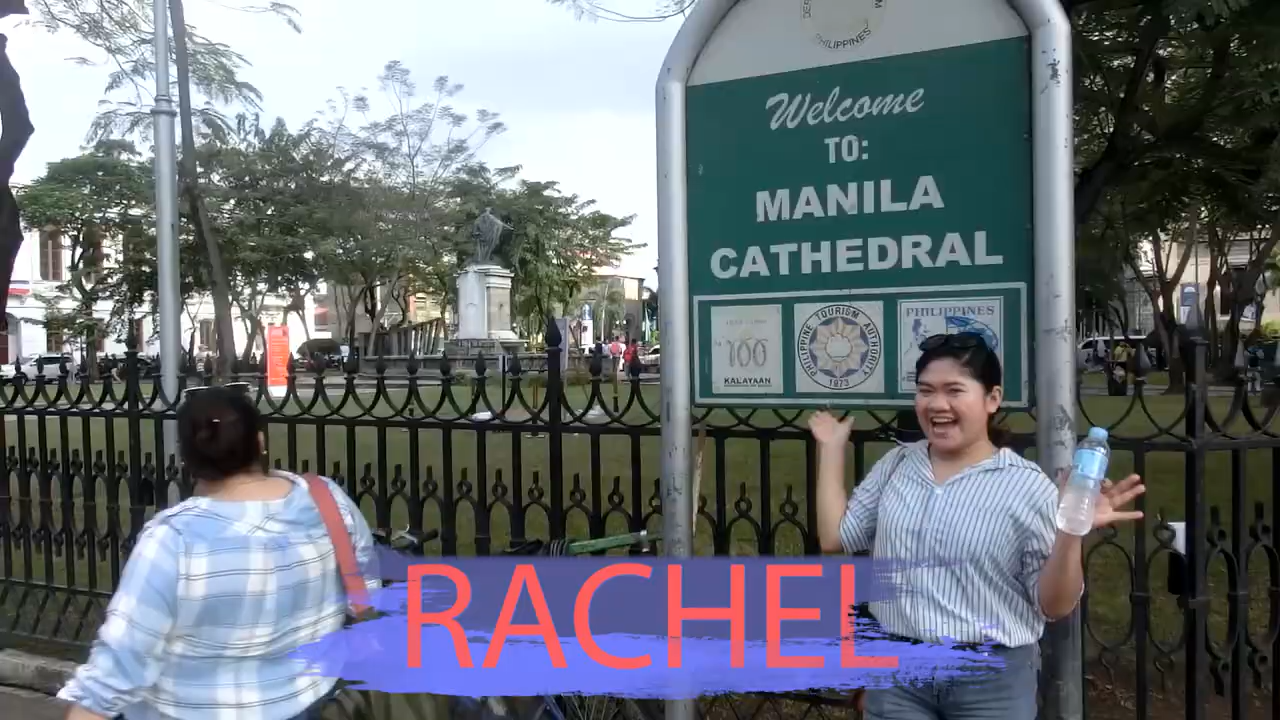 PHILIPPINES
Welcome
TO:
MANILA
CATHEDRAL
100
KALAYAAN
PHILIPPINE TOURISM AUTHORITY
1973
PHILIPPINES
RACHEL